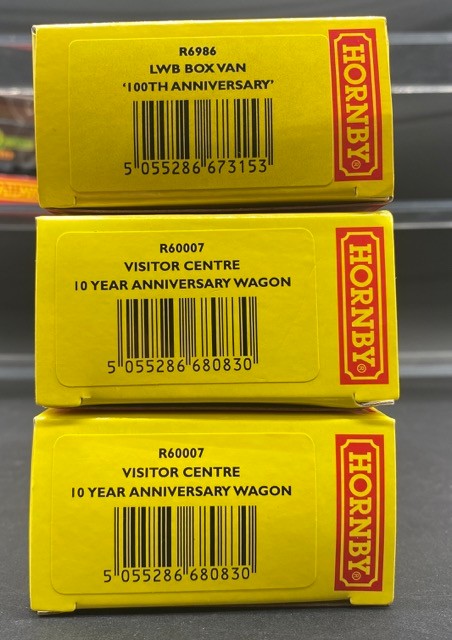 R6986
LWB BOX VAN
'100TH ANNIVERSARY'
5 055286 673153
HORNBY®
R60007
VISITOR CENTRE
10 YEAR ANNIVERSARY WAGON
5 055286 680830
HORNBY®
R60007
VISITOR CENTRE
10 YEAR ANNIVERSARY WAGON
5 055286 680830
HORNBY®